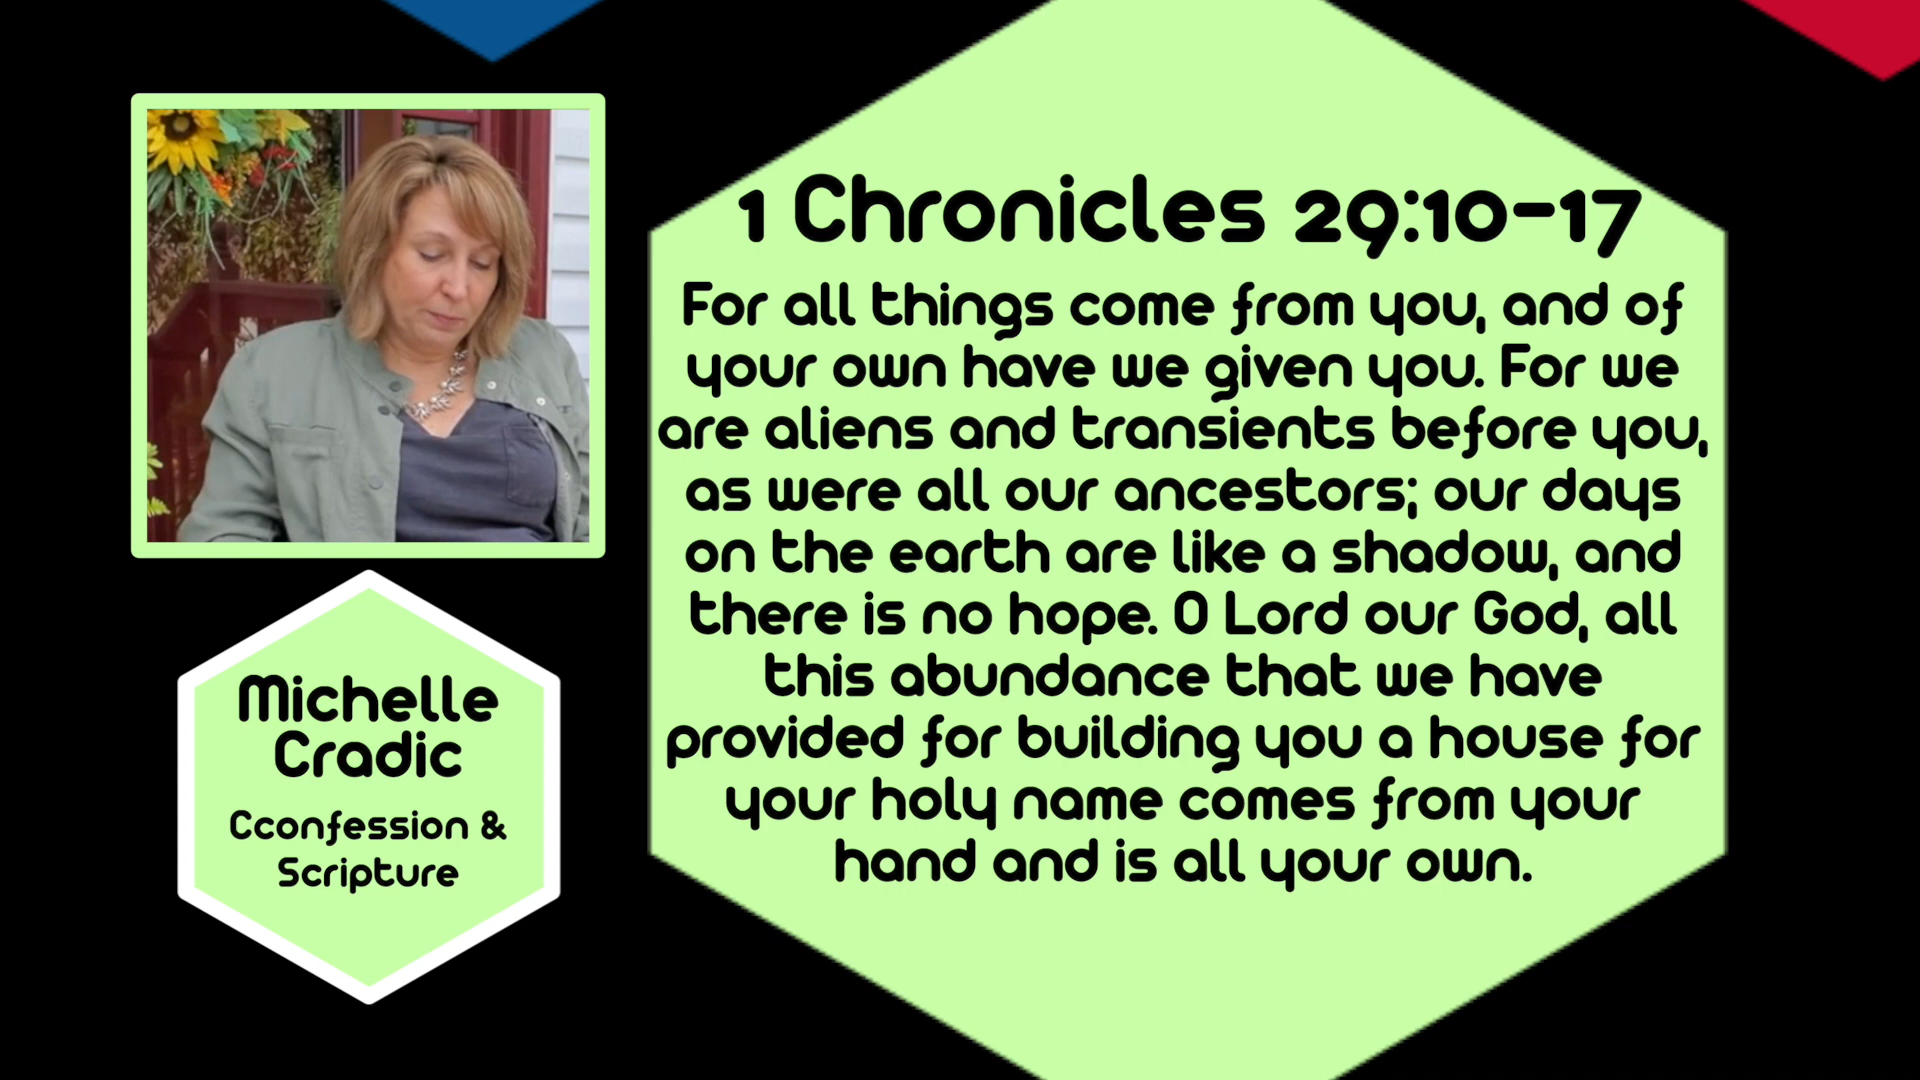 1 Chronicles 29:10-17
For all things come from you, and of
your own have we given you. For we
are aliens and transients before you,
as were all our ancestors; our days
on the earth are like a shadow, and
there is no hope. O Lord our God, all
this abundance that we have
provided for building you a house for
your holy name comes from your
hand and is all your own.
Michelle
Cradic
Cconfession &
Scripture